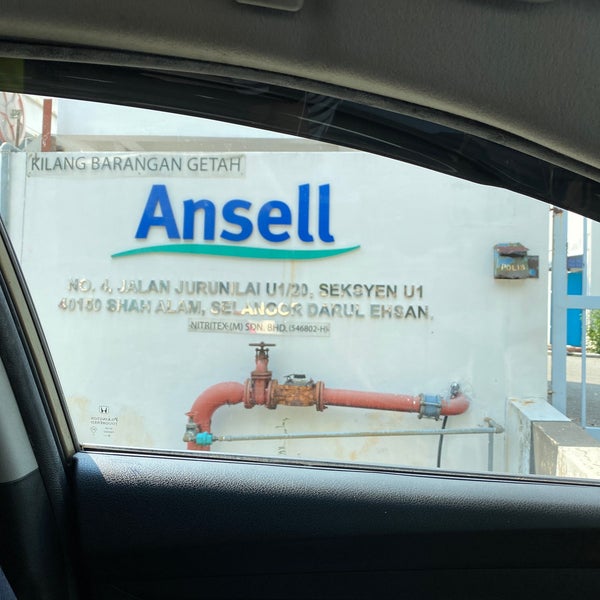 KILANG BARANGAN GETAH
Ansell
NO. 4, JALAN JURUNILAI U1/20, SEKSYEN U1
40150 SHAH ALAM, SELANGOR DARUL EHSAN.
NITRITEX (M) SDN. BHD. (546802-H)
POLIS